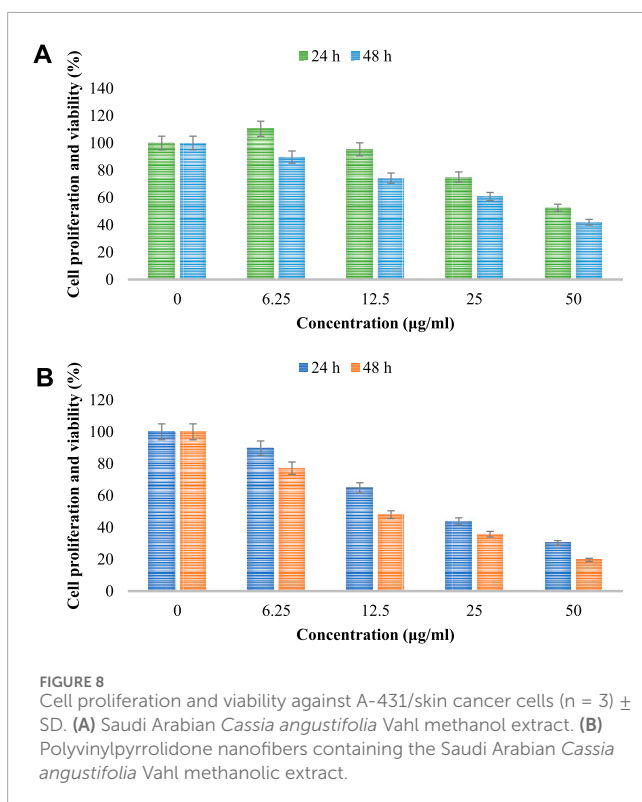 A
24 h 48 h
Cell proliferation and viability (%)
140
120
100
80
60
40
20
0
0 6.25 12.5 25 50
Concentration (µg/ml)
B
24 h 48 h
Cell proliferation and viability (%)
120
100
80
60
40
20
0
0 6.25 12.5 25 50
Concentration (µg/ml)
FIGURE 8
Cell proliferation and viability against A-431/skin cancer cells (n = 3) ±
SD. (A) Saudi Arabian Cassia angustifolia Vahl methanol extract. (B)
Polyvinylpyrrolidone nanofibers containing the Saudi Arabian Cassia
angustifolia Vahl methanolic extract.